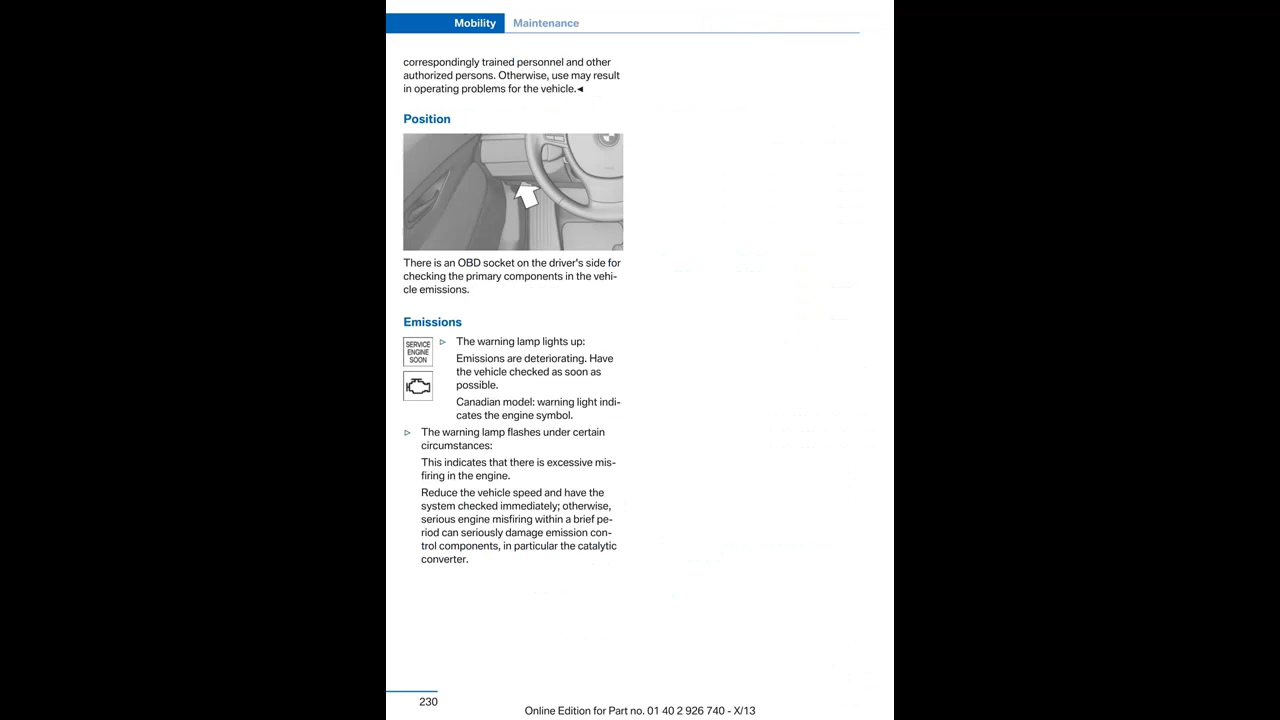 Mobility Maintenance
correspondingly trained personnel and other
authorized persons. Otherwise, use may result
in operating problems for the vehicle.◄
Position
There is an OBD socket on the driver's side for
checking the primary components in the vehi-
cle emissions.
Emissions
SERVICE
ENGINE
SOON
▷ The warning lamp lights up:
Emissions are deteriorating. Have
the vehicle checked as soon as
possible.
Canadian model: warning light indi-
cates the engine symbol.
▷ The warning lamp flashes under certain
circumstances:
This indicates that there is excessive mis-
firing in the engine.
Reduce the vehicle speed and have the
system checked immediately; otherwise,
serious engine misfiring within a brief pe-
riod can seriously damage emission con-
trol components, in particular the catalytic
converter.
230
Online Edition for Part no. 01 40 2 926 740 - X/13